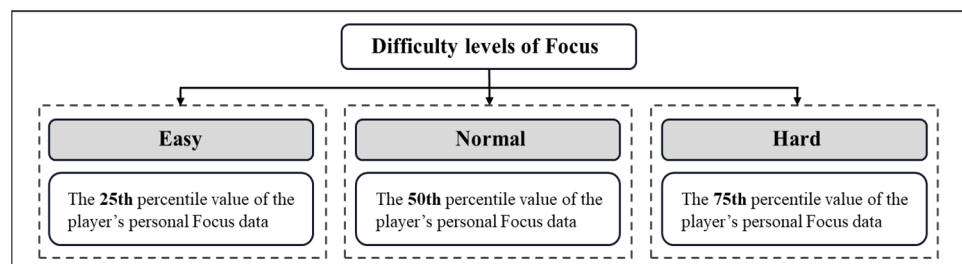 Difficulty levels of Focus
Easy
The 25th percentile value of the
player’s personal Focus data
Normal
The 50th percentile value of the
player’s personal Focus data
Hard
The 75th percentile value of the
player’s personal Focus data